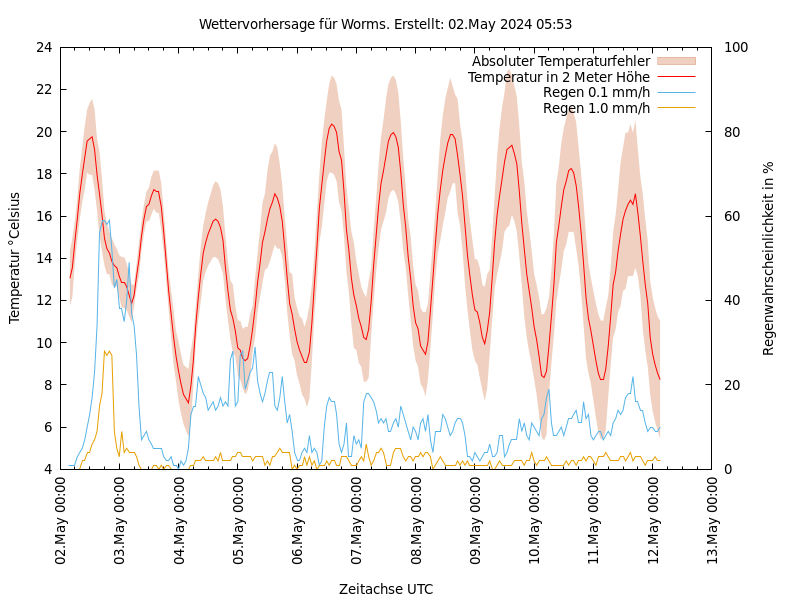 Wettervorhersage für Worms. Erstellt: 02.May 2024 05:53
Absoluter Temperaturfehler
Temperatur in 2 Meter Höhe
Regen 0.1 mm/h
Regen 1.0 mm/h
Temperatur °Celsius
24
22
20
18
16
14
12
10
8
6
4
100
80
60
40
20
0
Regenwahrscheinlichkeit in %
02.May 00:00
03.May 00:00
04.May 00:00
05.May 00:00
06.May 00:00
07.May 00:00
08.May 00:00
09.May 00:00
10.May 00:00
11.May 00:00
12.May 00:00
13.May 00:00
Zeitachse UTC